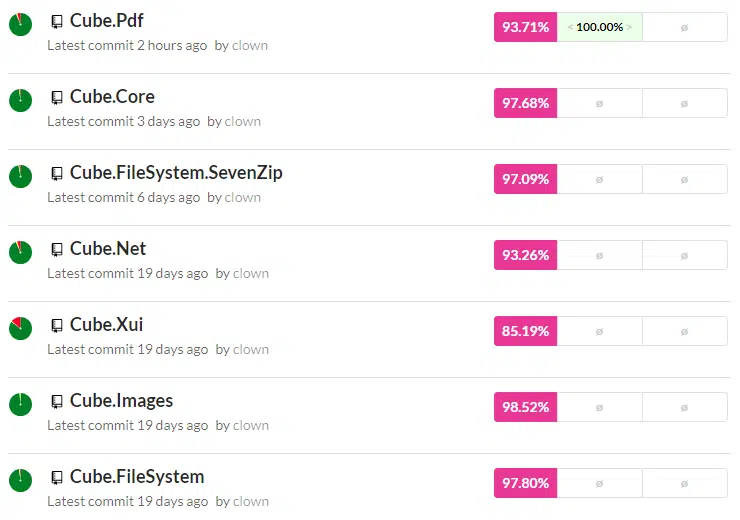 Cube.Pdf 93.71% < 100.00% > ø
Latest commit 2 hours ago by clown
Cube.Core 97.68% ø ø
Latest commit 3 days ago by clown
Cube.FileSystem.SevenZip 97.09% ø ø
Latest commit 6 days ago by clown
Cube.Net 93.26% ø ø
Latest commit 19 days ago by clown
Cube.Xui 85.19% ø ø
Latest commit 19 days ago by clown
Cube.Images 98.52% ø ø
Latest commit 19 days ago by clown
Cube.FileSystem 97.80% ø ø
Latest commit 19 days ago by clown